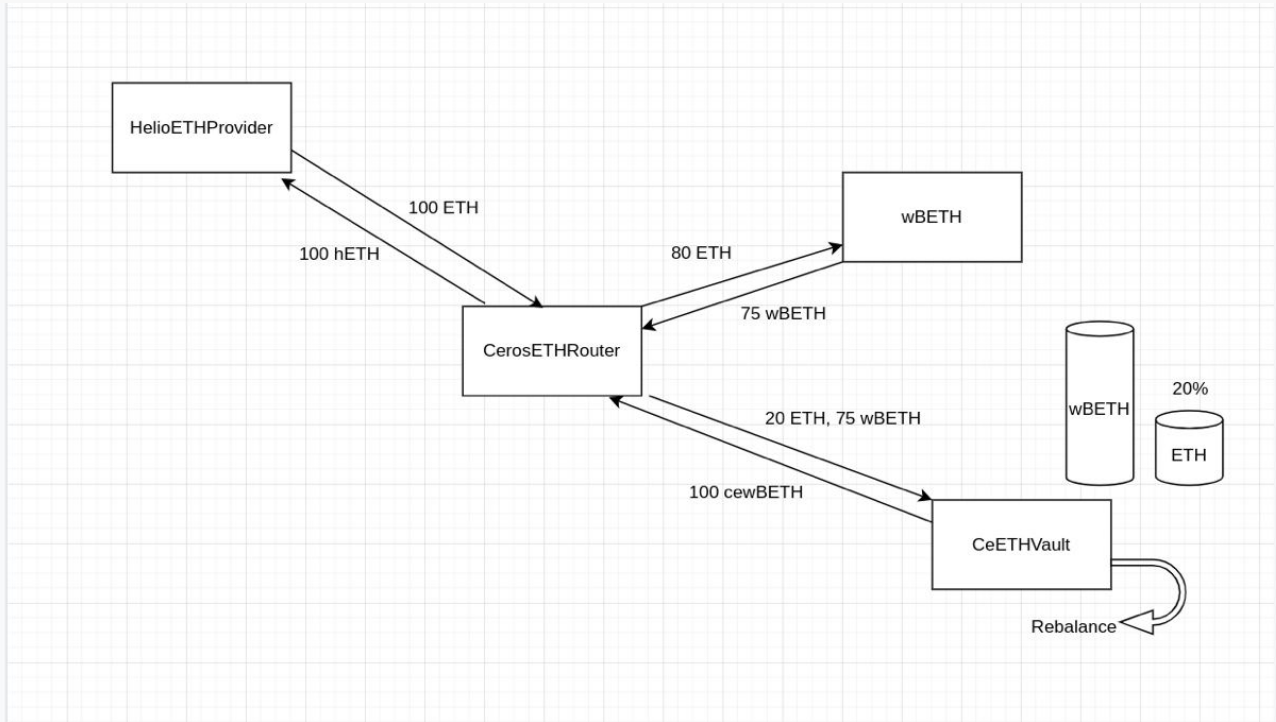 HelioETHProvider
100 ETH
100 hETH
wBETH
80 ETH
75 wBETH
CerosETHRouter
20%
wBETH
ETH
20 ETH, 75 wBETH
100 cewBETH
CeETHVault
Rebalance